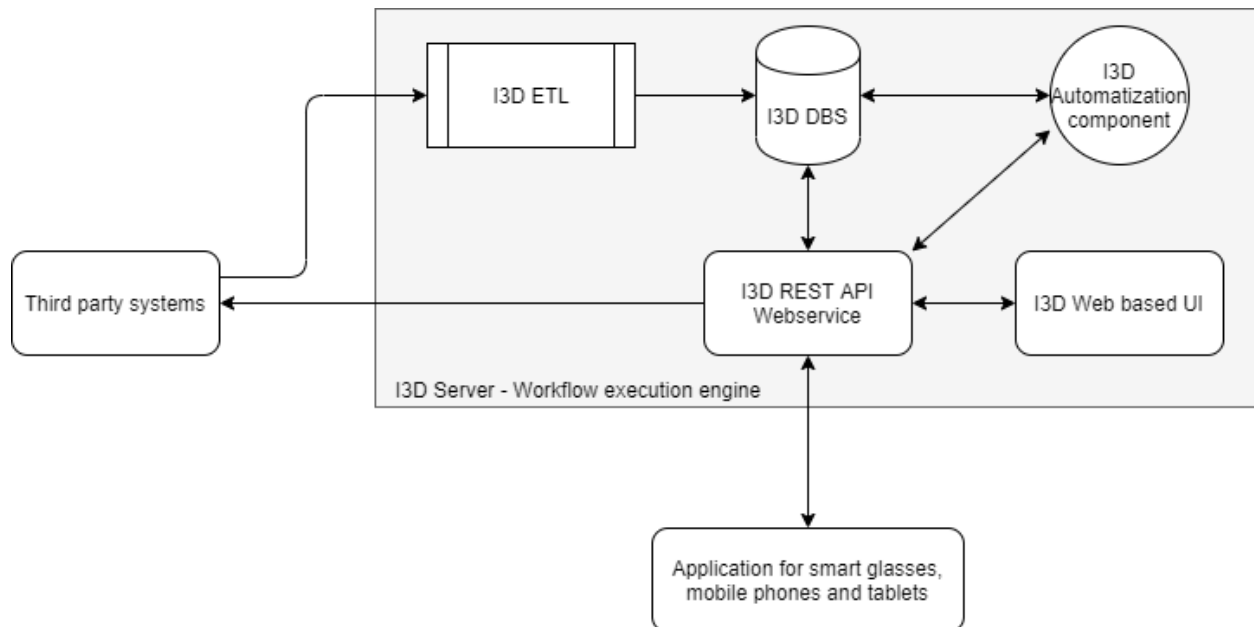 I3D ETL
I3D DBS
I3D
Automatization
component
Third party systems
I3D REST API
Webservice
I3D Web based UI
I3D Server - Workflow execution engine
Application for smart glasses,
mobile phones and tablets